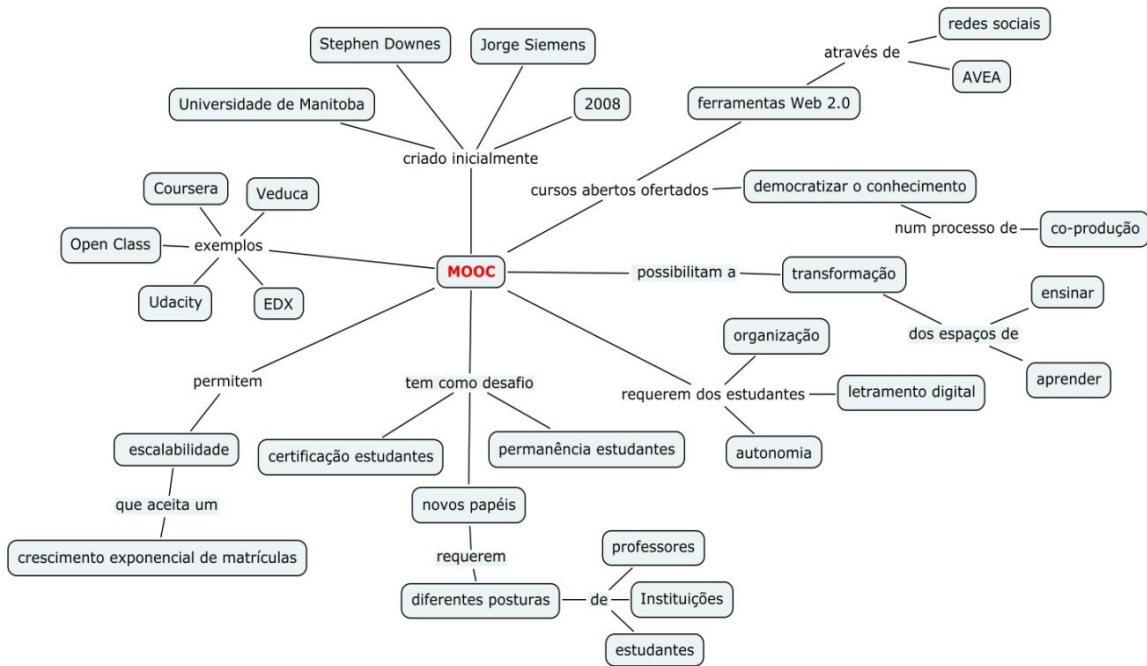 redes sociais
Stephen Downes
Jorge Siemens
através de
AVEA
Universidade de Manitoba
2008
ferramentas Web 2.0
criado inicialmente
cursos abertos ofertados
democratizar o conhecimento
Coursera
Veduca
num processo de
co-produção
Open Class
exemplos
MOOC
possibilitam a
transformação
Udacity
EDX
ensinar
dos espaços de
aprender
organização
permitem
tem como desafio
requerem dos estudantes
letramento digital
escalabilidade
certificação estudantes
permanência estudantes
autonomia
que aceita um
novos papéis
crescimento exponencial de matrículas
requerem
professores
diferentes posturas
de
Instituições
estudantes